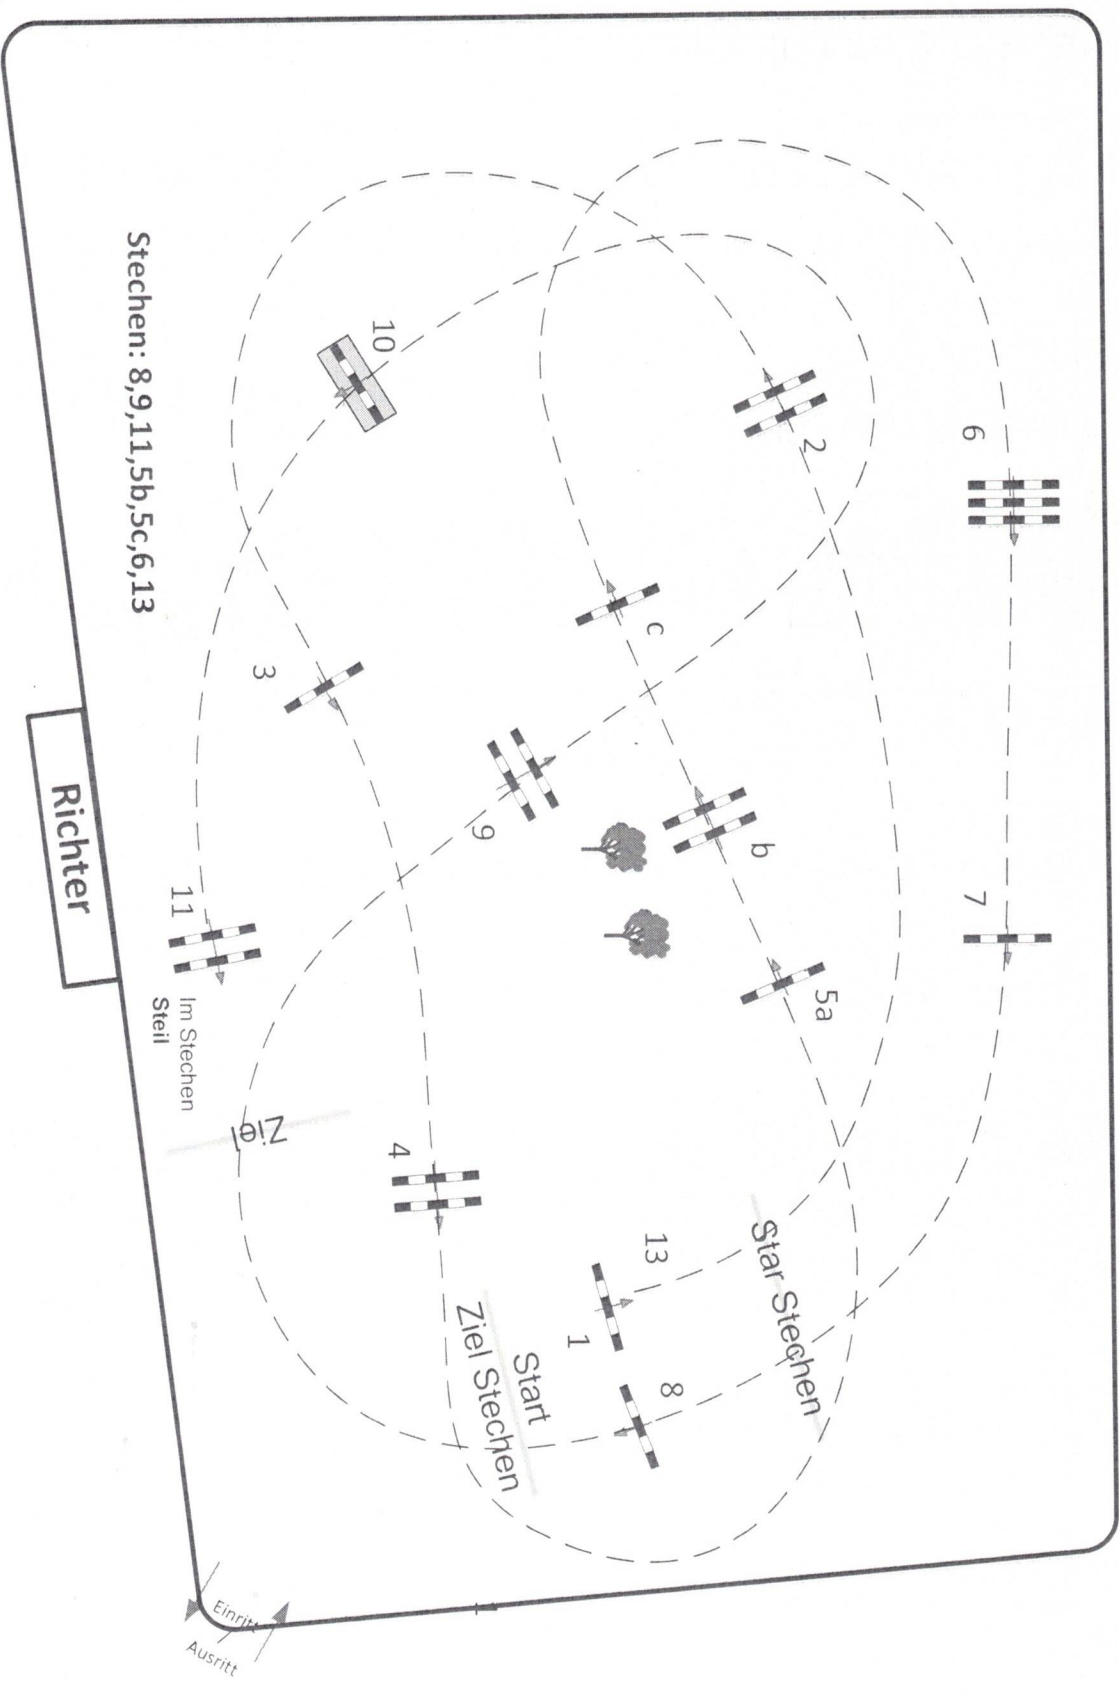 6
7
2
5a
b
c
Star Stechen
13
1
8
Start
Ziel Stechen
10
9
3
4
11
Im Stechen
Steil
Ziel
Stechen: 8,9,11,5b,5c,6,13
Richter
Einritt
Ausritt